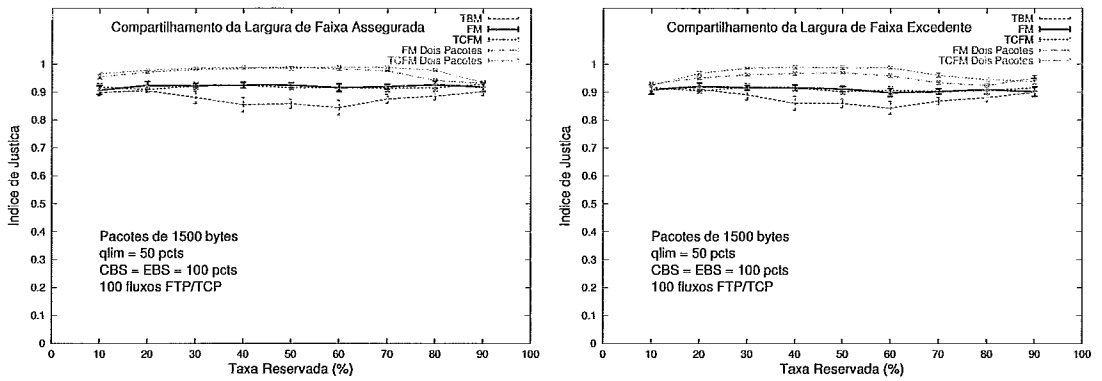 Compartilhamento da Largura de Faixa Assegurada
TBM
FM
TCFM
FM Dois Pacotes
TCFM Dois Pacotes
Indice de Justica
1
0.9
0.8
0.7
0.6
0.5
0.4
0.3
0.2
0.1
0
Pacotes de 1500 bytes
qlim = 50 pcts
CBS = EBS = 100 pcts
100 fluxos FTP/TCP
0 10 20 30 40 50 60 70 80 90 100
Taxa Reservada (%)
Compartilhamento da Largura de Faixa Excedente
TBM
FM
TCFM
FM Dois Pacotes
TCFM Dois Pacotes
Indice de Justica
1
0.9
0.8
0.7
0.6
0.5
0.4
0.3
0.2
0.1
0
Pacotes de 1500 bytes
qlim = 50 pcts
CBS = EBS = 100 pcts
100 fluxos FTP/TCP
0 10 20 30 40 50 60 70 80 90 100
Taxa Reservada (%)